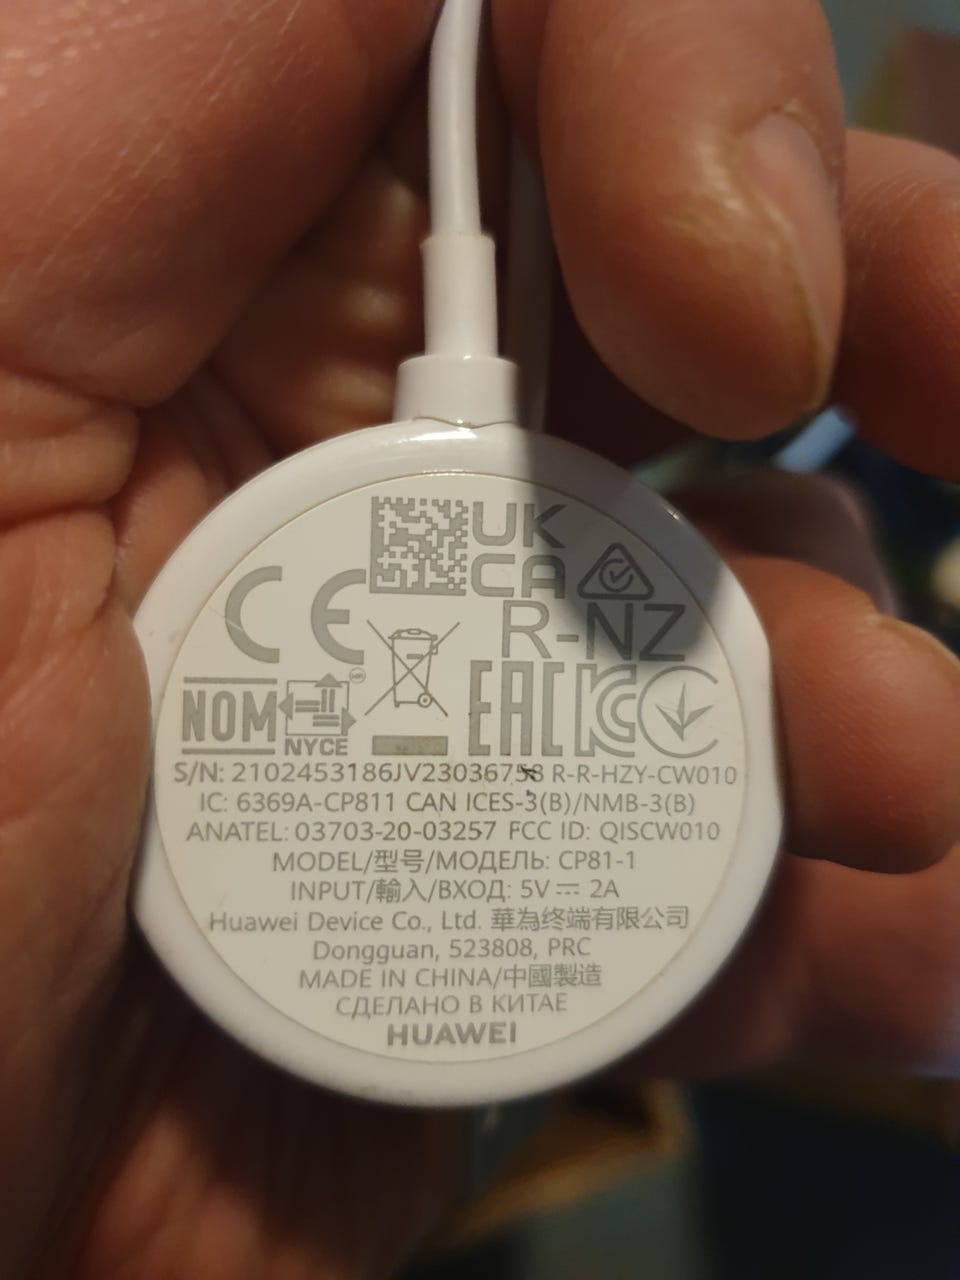 UK
CA
CE
R-NZ
NOM
NYCE
EAC
KC
S/N: 2102453186JV23036758 R-R-HZY-CW010
IC: 6369A-CP811 CAN ICES-3(B)/NMB-3(B)
ANATEL: 03703-20-03257 FCC ID: QISCW010
MODEL/型号/МОДЕЛЬ: CP81-1
INPUT/輸入/ВХОД: 5V ⎓ 2A
Huawei Device Co., Ltd. 華為终端有限公司
Dongguan, 523808, PRC
MADE IN CHINA/中國製造
СДЕЛАНО В КИТАЕ
HUAWEI